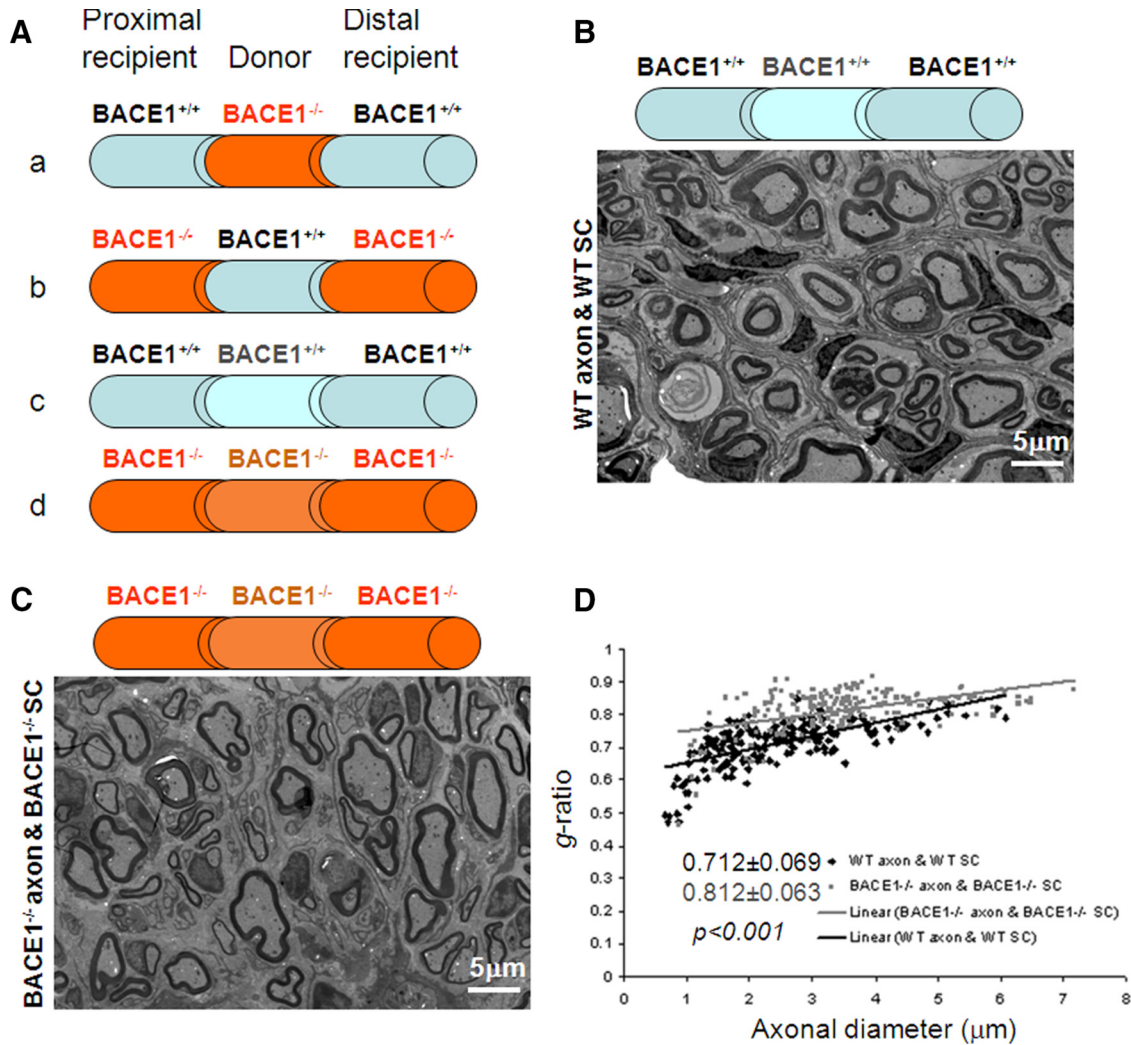 A
Proximal recipient
Donor
Distal recipient
BACE1+/+ BACE1-/- BACE1+/+
a
BACE1-/- BACE1+/+ BACE1-/-
b
BACE1+/+ BACE1+/+ BACE1+/+
c
BACE1-/- BACE1-/- BACE1-/-
d
B
BACE1+/+ BACE1+/+ BACE1+/+
WT axon & WT SC
5µm
C
BACE1-/- BACE1-/- BACE1-/-
BACE1-/- axon & BACE1-/- SC
5µm
D
g-ratio
1
0.9
0.8
0.7
0.6
0.5
0.4
0.3
0.2
0.1
0
0 1 2 3 4 5 6 7 8
Axonal diameter (µm)
0.712±0.069 WT axon & WT SC
0.812±0.063 BACE1-/- axon & BACE1-/- SC
Linear (BACE1-/- axon & BACE1-/- SC)
p<0.001 Linear (WT axon & WT SC)